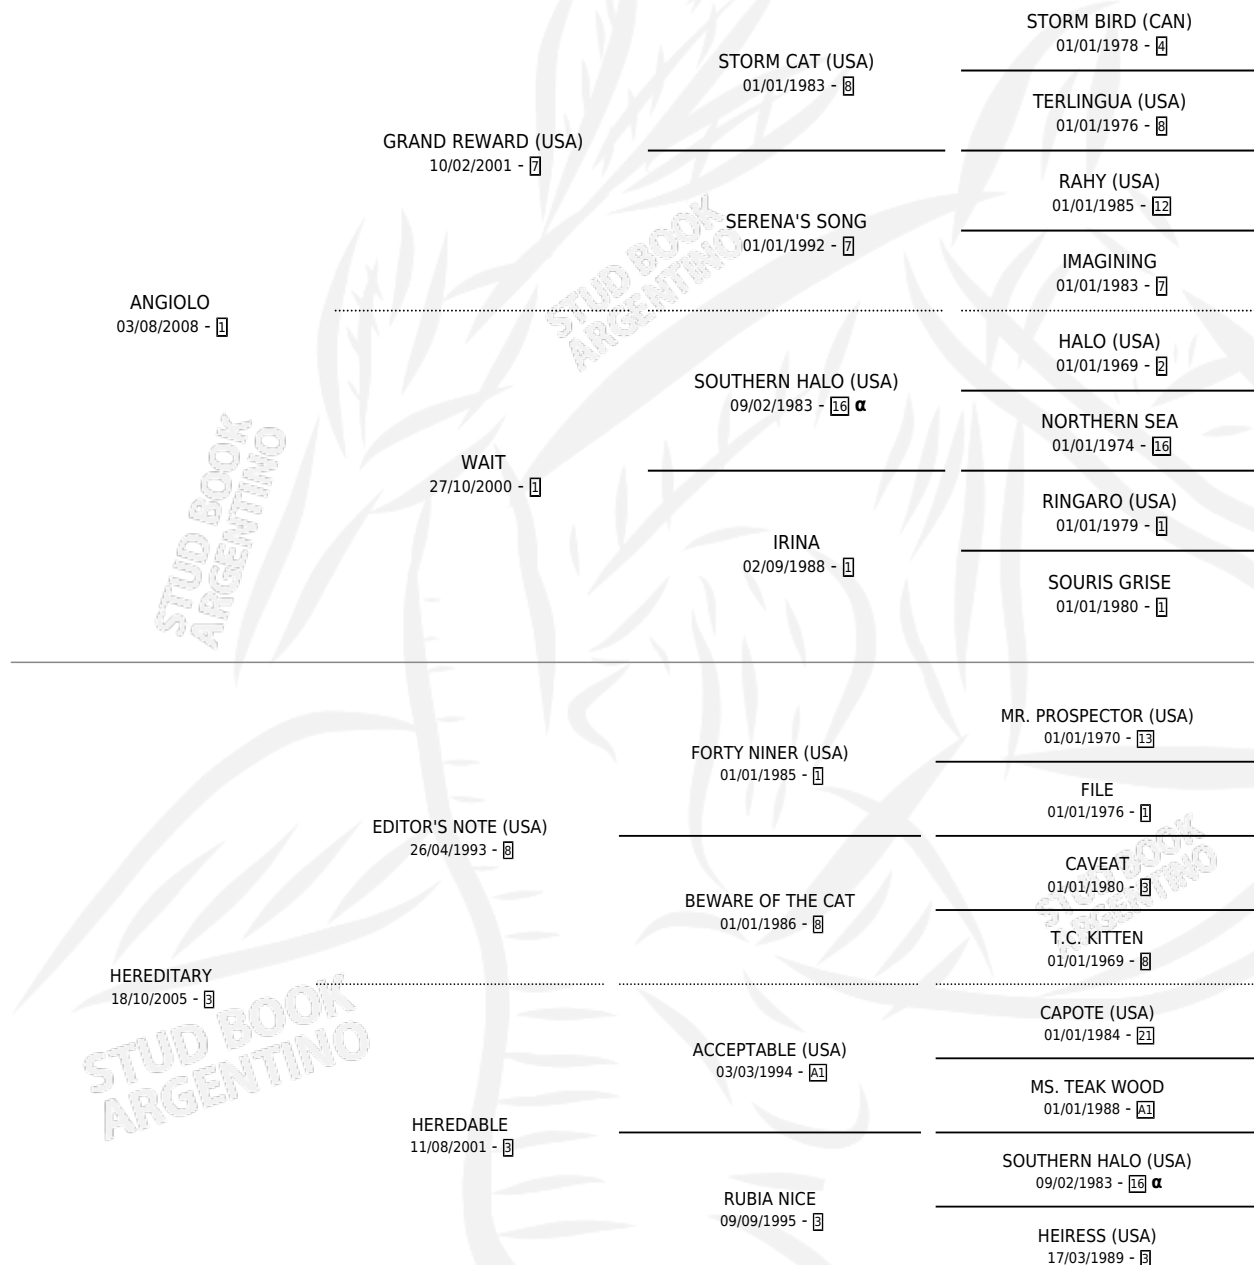 STORM BIRD (CAN)
01/01/1978 - 4
STORM CAT (USA)
01/01/1983 - 8
TERLINGUA (USA)
01/01/1976 - 8
GRAND REWARD (USA)
10/02/2001 - 7
RAHY (USA)
01/01/1985 - 12
SERENA'S SONG
01/01/1992 - 7
IMAGINING
01/01/1983 - 7
ANGIOLO
03/08/2008 - 1
HALO (USA)
01/01/1969 - 2
SOUTHERN HALO (USA)
09/02/1983 - 16 α
NORTHERN SEA
01/01/1974 - 16
WAIT
27/10/2000 - 1
RINGARO (USA)
01/01/1979 - 1
IRINA
02/09/1988 - 1
SOURIS GRISE
01/01/1980 - 1
MR. PROSPECTOR (USA)
01/01/1970 - 13
FORTY NINER (USA)
01/01/1985 - 1
FILE
01/01/1976 - 1
EDITOR'S NOTE (USA)
26/04/1993 - 8
CAVEAT
01/01/1980 - 3
BEWARE OF THE CAT
01/01/1986 - 8
T.C. KITTEN
01/01/1969 - 8
HEREDITARY
18/10/2005 - 3
CAPOTE (USA)
01/01/1984 - 21
ACCEPTABLE (USA)
03/03/1994 - A1
MS. TEAK WOOD
01/01/1988 - A1
HEREDABLE
11/08/2001 - 3
SOUTHERN HALO (USA)
09/02/1983 - 16 α
RUBIA NICE
09/09/1995 - 3
HEIRESS (USA)
17/03/1989 - 3
STUD BOOK
ARGENTINO
STUD BOOK
ARGENTINO
STUD BOOK
ARGENTINO
STUD BOOK
ARGENTINO